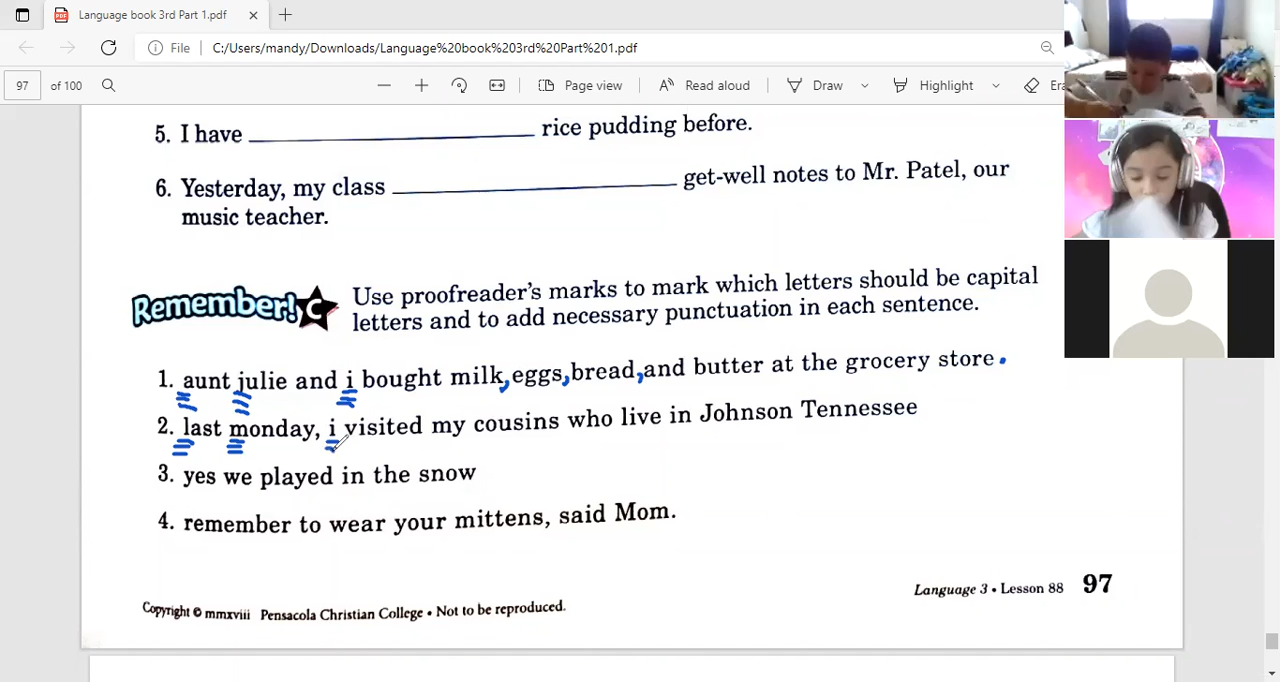 Language book 3rd Part 1.pdf
File C:/Users/mandy/Downloads/Language%20book%203rd%20Part%201.pdf
97 of 100 Page view Read aloud Draw Highlight
5. I have ________ rice pudding before.
6. Yesterday, my class ________ get-well notes to Mr. Patel, our
music teacher.
Remember! C Use proofreader's marks to mark which letters should be capital
letters and to add necessary punctuation in each sentence.
1. aunt julie and i bought milk, eggs, bread, and butter at the grocery store.
2. last monday, i visited my cousins who live in Johnson Tennessee
3. yes we played in the snow
4. remember to wear your mittens, said Mom.
Language 3 • Lesson 88 97
Copyright © mmxviii Pensacola Christian College • Not to be reproduced.